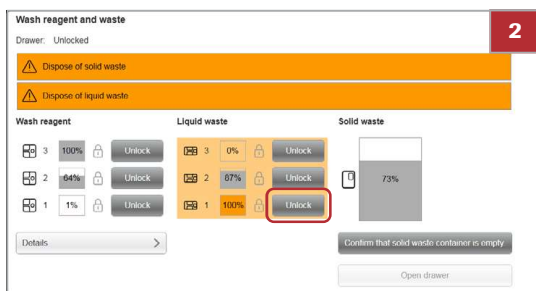 Wash reagent and waste
2
Drawer: Unlocked
Dispose of solid waste
Dispose of liquid waste
Wash reagent Liquid waste Solid waste
3 100% Unlock 3 0% Unlock
2 64% Unlock 2 67% Unlock 73%
1 1% Unlock 1 100% Unlock
Details > Confirm that solid waste container is empty
Open drawer